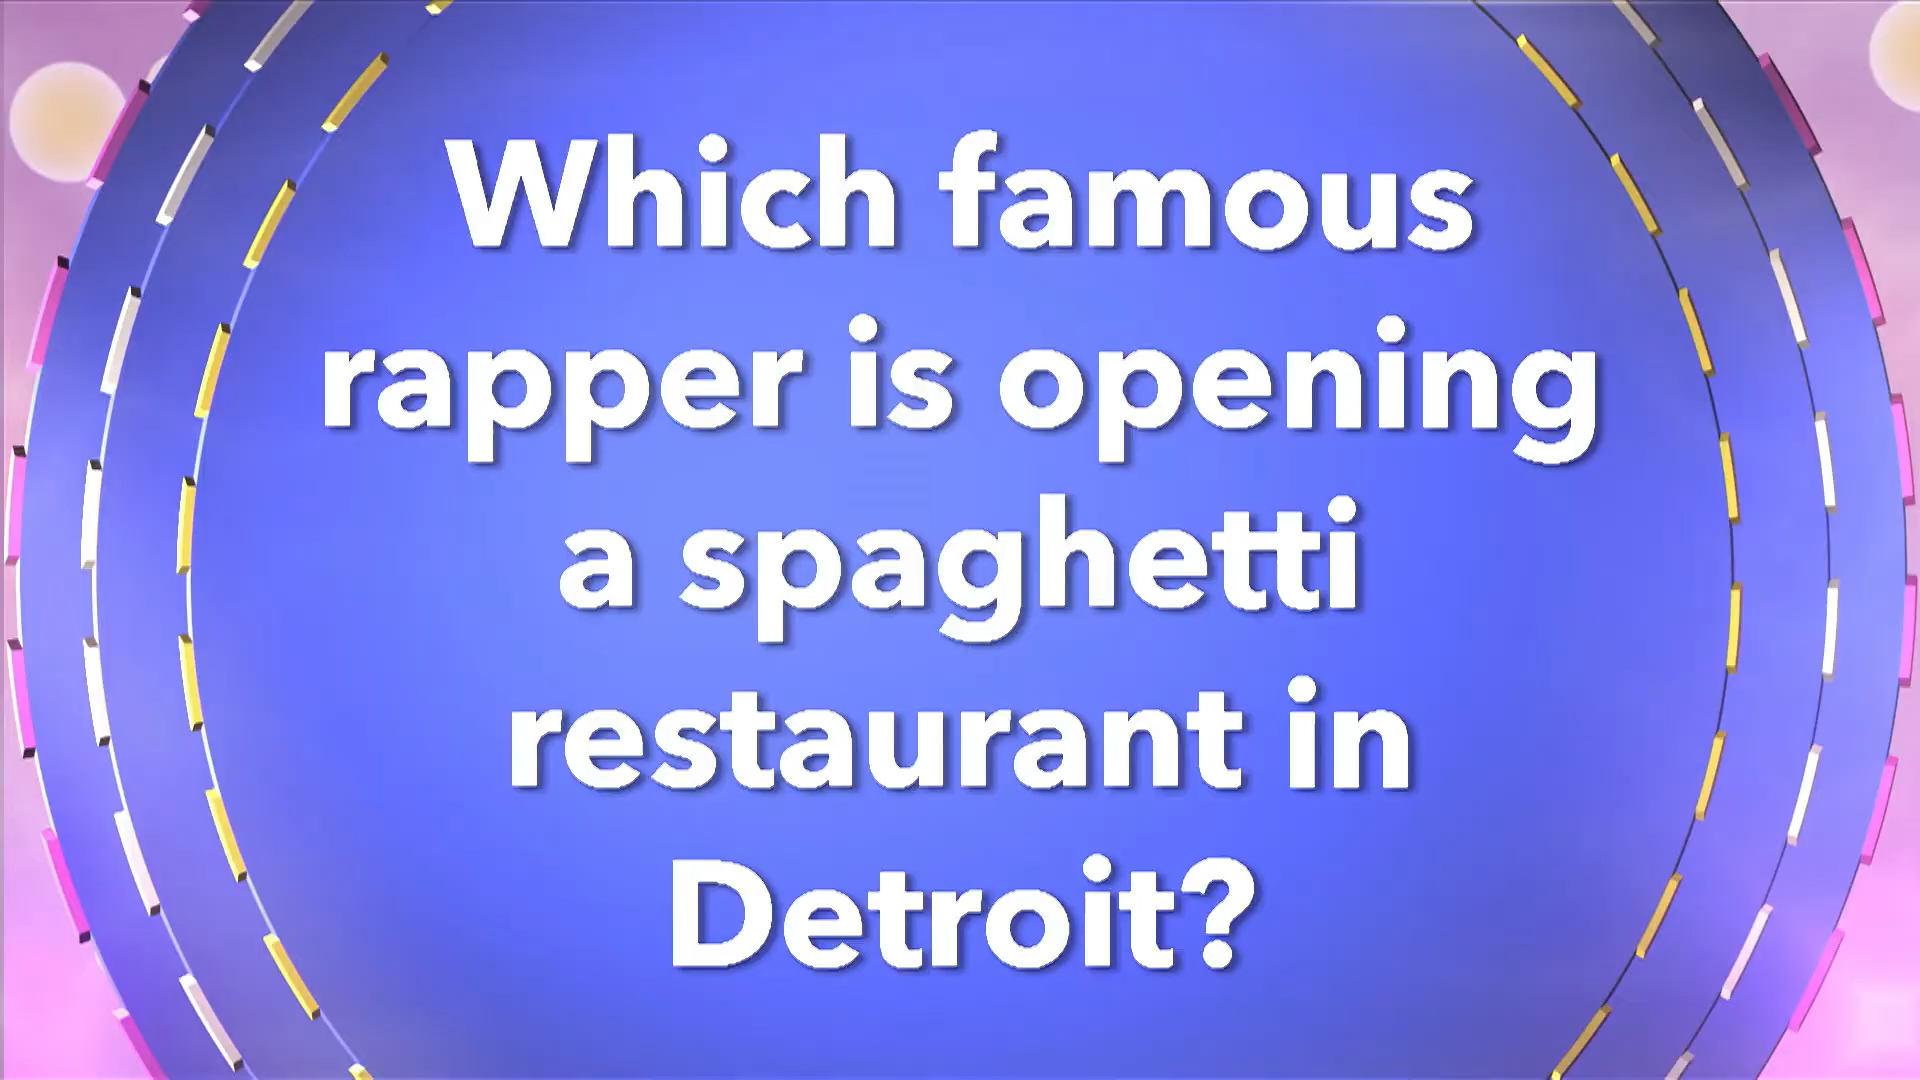 Which famous
rapper is opening
a spaghetti
restaurant in
Detroit?